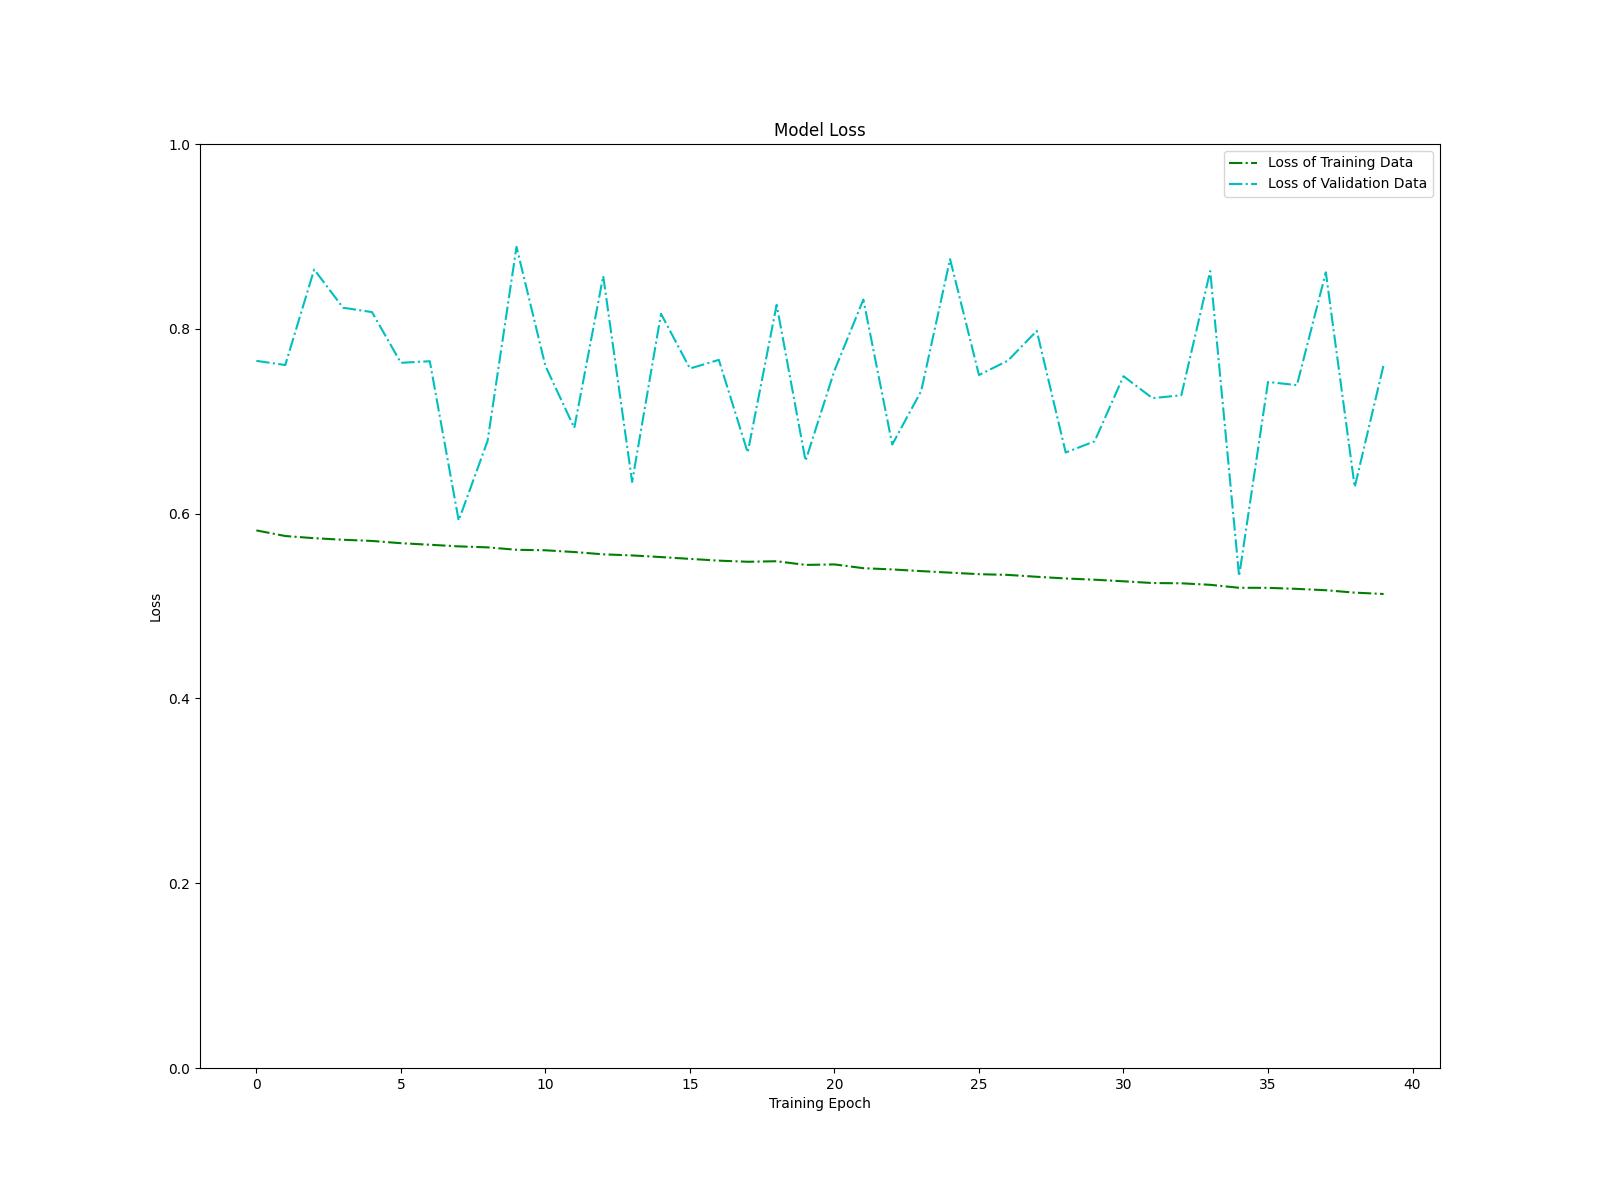 Model Loss
Loss of Training Data
Loss of Validation Data
1.0
0.8
0.6
0.4
0.2
0.0
Loss
0 5 10 15 20 25 30 35 40
Training Epoch